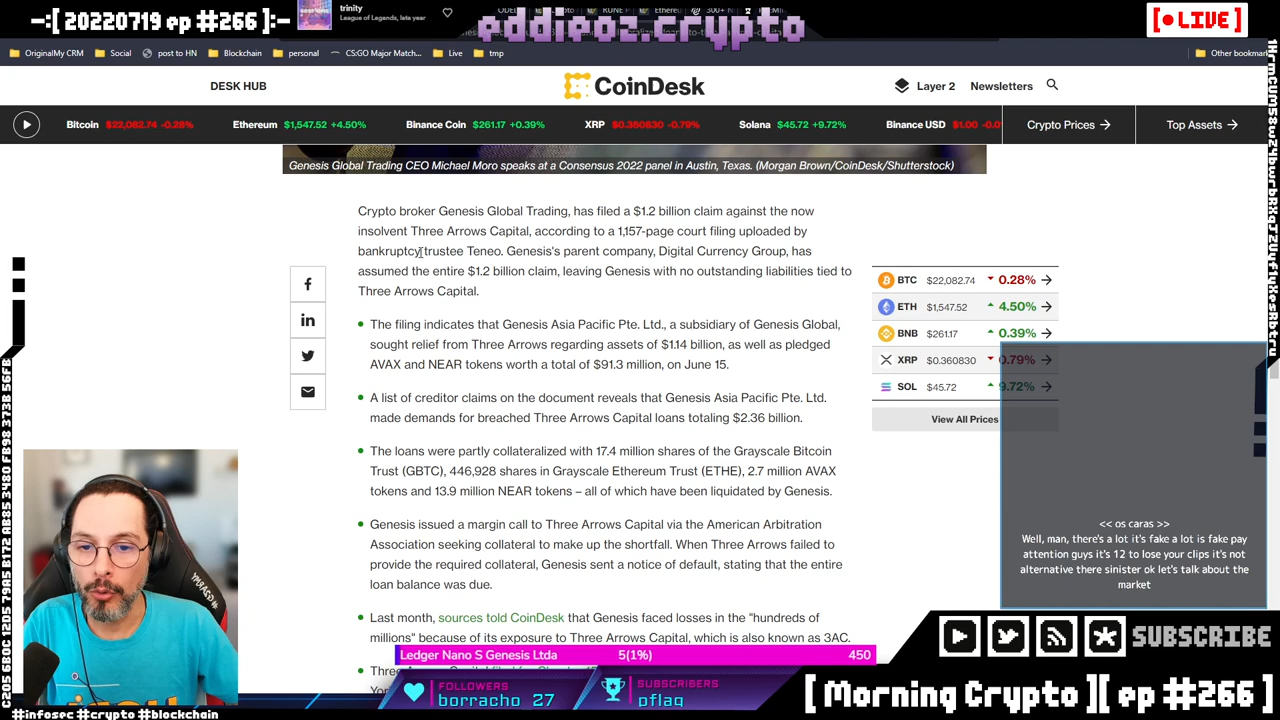 -:[ 20220719 ep #266]:-
trinity
League of Legends, late year
eddieoz.crypto
[● LIVE]
OriginalMy CRM
Social
post to HN
Blockchain
personal
CS:GO Major Match...
Live
tmp
Other bookmar
DESK HUB
CoinDesk
Layer 2
Newsletters
Bitcoin $22,082.74 -0.28%
Ethereum $1,547.52 +4.50%
Binance Coin $261.17 +0.39%
XRP $0.360830 -0.79%
Solana $45.72 +9.72%
Binance USD $1.00 -0.0
Crypto Prices
Top Assets
Genesis Global Trading CEO Michael Moro speaks at a Consensus 2022 panel in Austin, Texas. (Morgan Brown/CoinDesk/Shutterstock)
Crypto broker Genesis Global Trading, has filed a $1.2 billion claim against the now
insolvent Three Arrows Capital, according to a 1,157-page court filing uploaded by
bankruptcy trustee Teneo. Genesis's parent company, Digital Currency Group, has
assumed the entire $1.2 billion claim, leaving Genesis with no outstanding liabilities tied to
Three Arrows Capital.
The filing indicates that Genesis Asia Pacific Pte. Ltd., a subsidiary of Genesis Global,
sought relief from Three Arrows regarding assets of $1.14 billion, as well as pledged
AVAX and NEAR tokens worth a total of $91.3 million, on June 15.
A list of creditor claims on the document reveals that Genesis Asia Pacific Pte. Ltd.
made demands for breached Three Arrows Capital loans totaling $2.36 billion.
The loans were partly collateralized with 17.4 million shares of the Grayscale Bitcoin
Trust (GBTC), 446,928 shares in Grayscale Ethereum Trust (ETHE), 2.7 million AVAX
tokens and 13.9 million NEAR tokens – all of which have been liquidated by Genesis.
Genesis issued a margin call to Three Arrows Capital via the American Arbitration
Association seeking collateral to make up the shortfall. When Three Arrows failed to
provide the required collateral, Genesis sent a notice of default, stating that the entire
loan balance was due.
Last month, sources told CoinDesk that Genesis faced losses in the "hundreds of
millions" because of its exposure to Three Arrows Capital, which is also known as 3AC.
BTC $22,082.74 0.28%
ETH $1,547.52 4.50%
BNB $261.17 0.39%
XRP $0.360830 0.79%
SOL $45.72 9.72%
View All Prices
<< os caras >>
Well, man, there's a lot it's fake a lot is fake pay
attention guys it's 12 to lose your clips it's not
alternative there sinister ok let's talk about the
market
Ledger Nano S Genesis Ltda 5(1%) 450
FOLLOWERS
borracho 27
SUBSCRIBERS
pflag
SUBSCRIBE
[ Morning Crypto ][ ep #266 ]
#infosec #crypto #blockchain